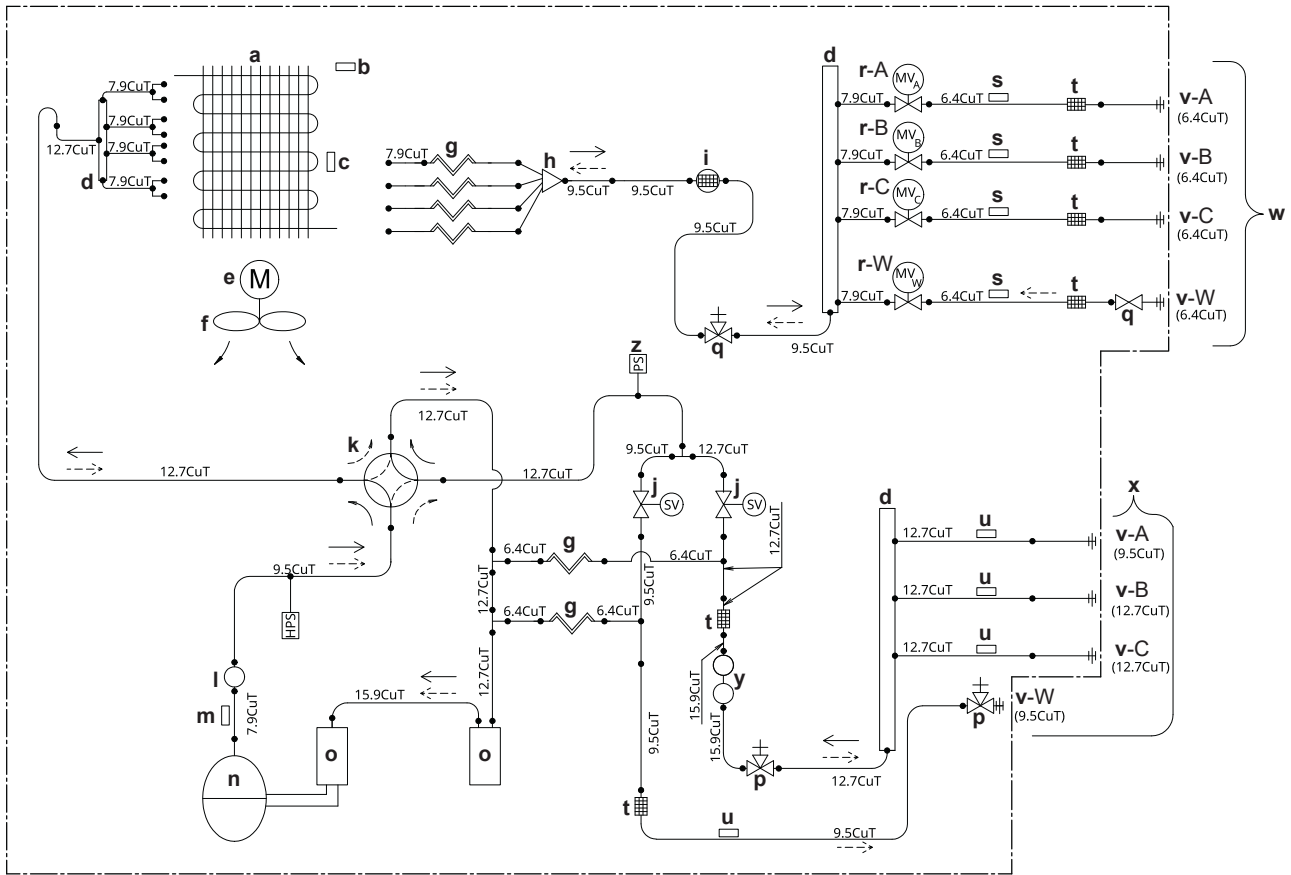 a
b
c
d
7.9CuT
7.9CuT
7.9CuT
7.9CuT
12.7CuT
e
M
f
7.9CuT
g
h
9.5CuT
9.5CuT
i
9.5CuT
q
9.5CuT
d
r-A
MVA
7.9CuT
6.4CuT
s
t
v-A
(6.4CuT)
r-B
MVB
7.9CuT
6.4CuT
s
t
v-B
(6.4CuT)
r-C
MVC
7.9CuT
6.4CuT
s
t
v-C
(6.4CuT)
r-W
MVW
7.9CuT
6.4CuT
s
t
q
v-W
(6.4CuT)
w
z
PS
12.7CuT
k
12.7CuT
12.7CuT
9.5CuT
12.7CuT
j
SV
j
SV
12.7CuT
6.4CuT
g
6.4CuT
12.7CuT
9.5CuT
6.4CuT
g
6.4CuT
t
9.5CuT
HPS
12.7CuT
l
m
7.9CuT
15.9CuT
n
o
o
15.9CuT
y
15.9CuT
9.5CuT
p
12.7CuT
t
u
9.5CuT
d
x
12.7CuT
u
v-A
(9.5CuT)
12.7CuT
u
v-B
(12.7CuT)
12.7CuT
u
v-C
(12.7CuT)
p
v-W
(9.5CuT)